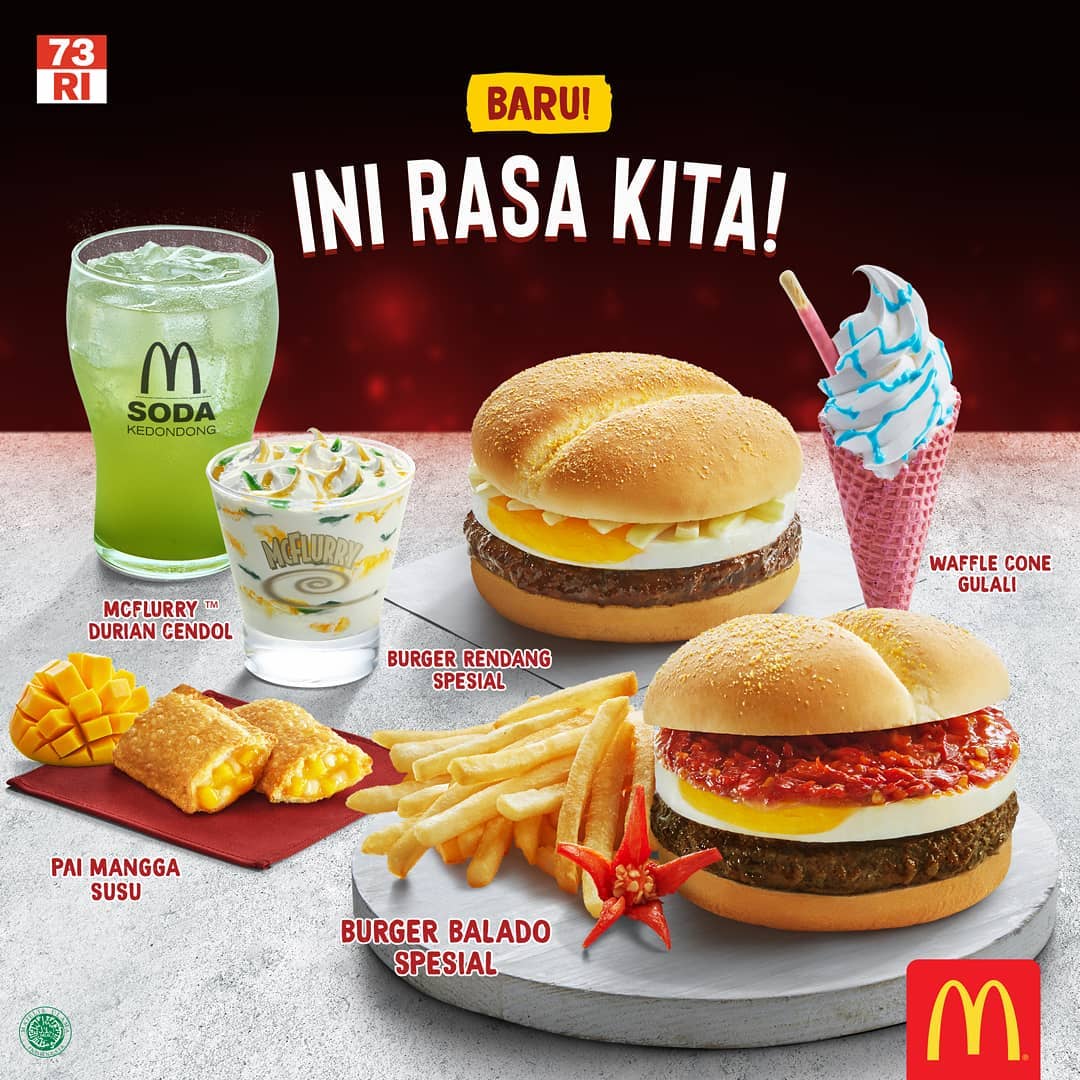 73
RI
BARU!
INI RASA KITA!
M
SODA
KEDONDONG
McFLURRY
MCFLURRY ™
DURIAN CENDOL
BURGER RENDANG
SPESIAL
WAFFLE CONE
GULALI
PAI MANGGA
SUSU
BURGER BALADO
SPESIAL
M